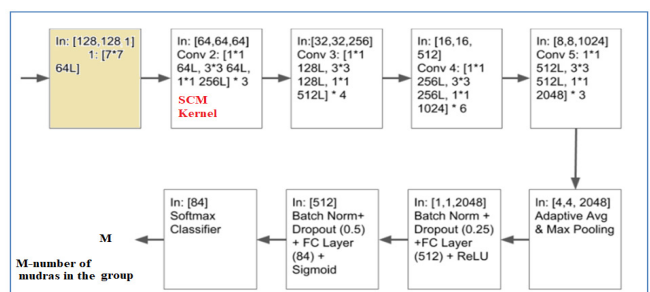 In: [128,128 1]
1: [7*7
64L]
In: [64,64,64]
Conv 2: [1*1
64L, 3*3 64L,
1*1 256L] * 3
SCM
Kernel
In:[32,32,256]
Conv 3: [1*1
128L, 3*3
128L, 1*1
512L] * 4
In: [16,16,
512]
Conv 4: [1*1
256L, 3*3
256L, 1*1
1024] * 6
In: [8,8,1024]
Conv 5: 1*1
512L, 3*3
512L, 1*1
2048] * 3
In: [4,4, 2048]
Adaptive Avg
& Max Pooling
In: [1,1,2048]
Batch Norm +
Dropout (0.25)
+FC Layer
(512) + ReLU
In: [512]
Batch Norm+
Dropout (0.5)
+ FC Layer
(84) +
Sigmoid
In: [84]
Softmax
Classifier
M
M-number of
mudras in the group